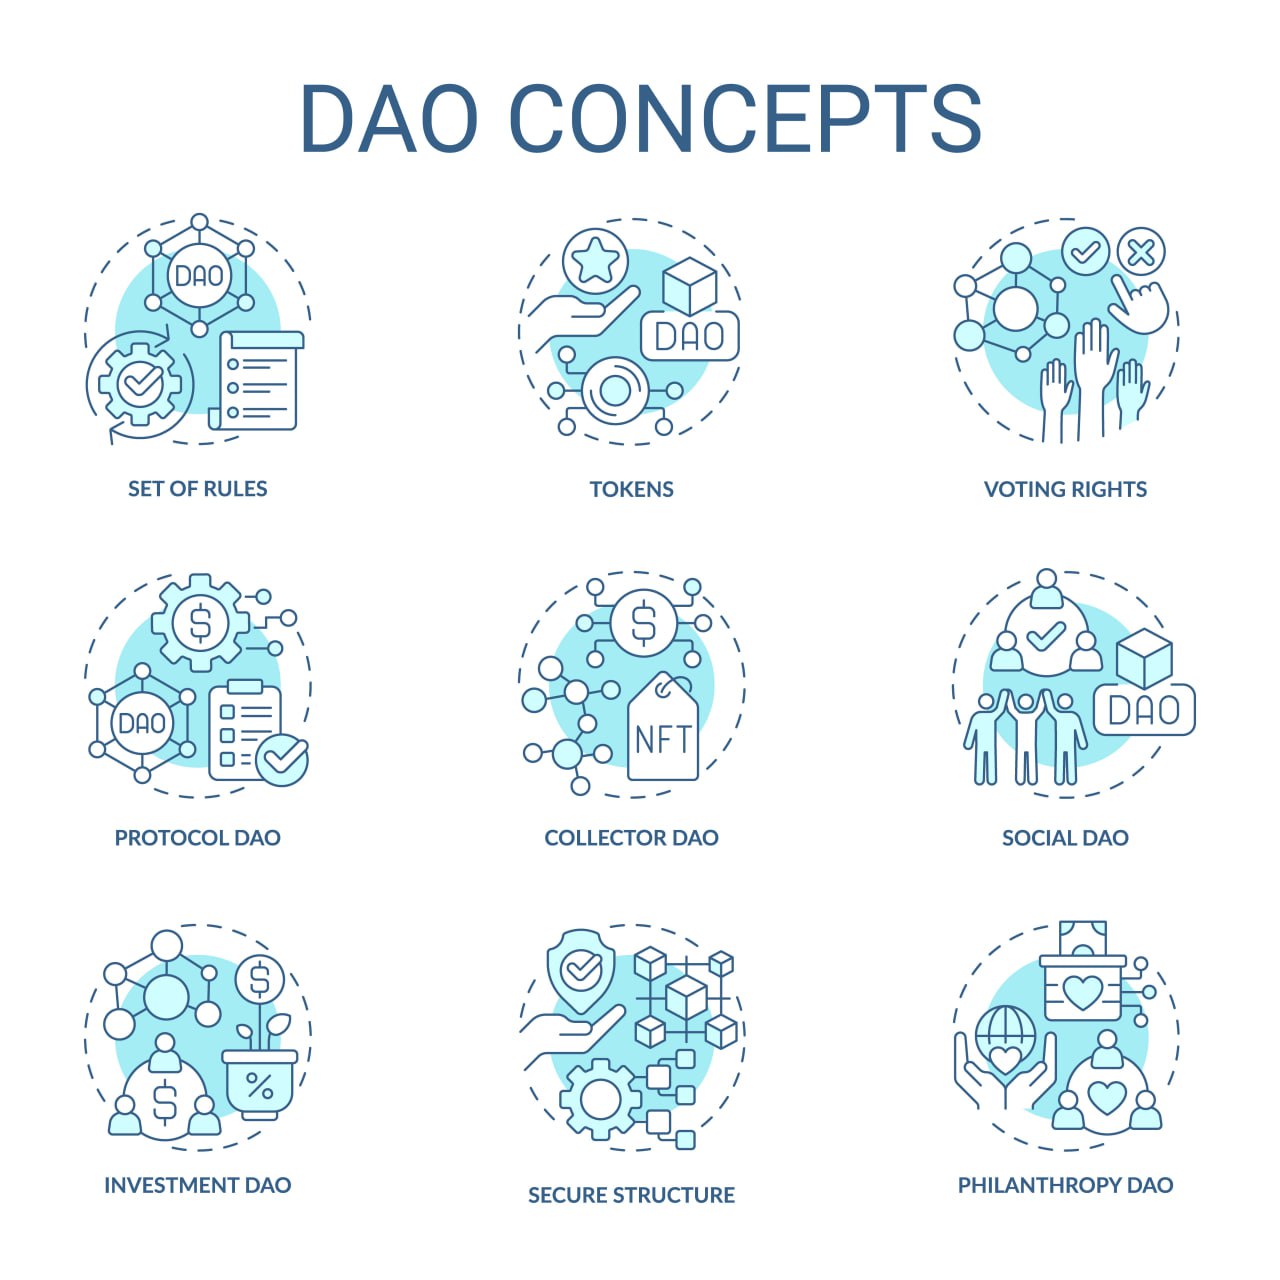 DAO CONCEPTS
DAO
SET OF RULES
DAO
TOKENS
VOTING RIGHTS
$
DAO
PROTOCOL DAO
$
NFT
COLLECTOR DAO
DAO
SOCIAL DAO
$
$
%
INVESTMENT DAO
SECURE STRUCTURE
PHILANTHROPY DAO